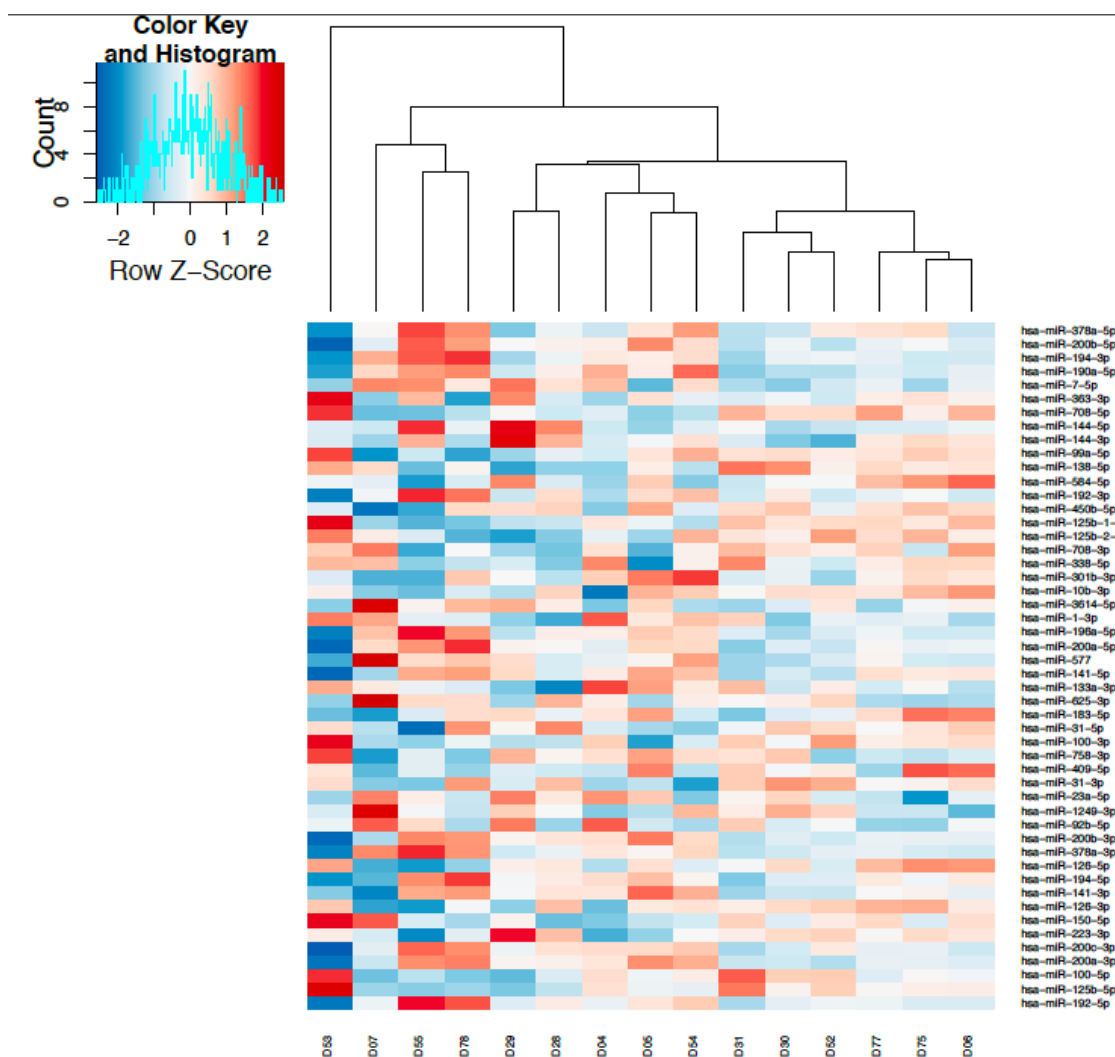 Color Key
and Histogram
Count
0
4
8
−2
0
1
2
Row Z−Score
hsa−miR−378a−5p
hsa−miR−200b−5p
hsa−miR−194−3p
hsa−miR−190a−5p
hsa−miR−7−5p
hsa−miR−363−3p
hsa−miR−708−5p
hsa−miR−144−5p
hsa−miR−144−3p
hsa−miR−99a−5p
hsa−miR−138−5p
hsa−miR−584−5p
hsa−miR−192−3p
hsa−miR−450b−5p
hsa−miR−125b−1−
hsa−miR−125b−2−
hsa−miR−708−3p
hsa−miR−338−5p
hsa−miR−301b−3p
hsa−miR−10b−3p
hsa−miR−3614−5p
hsa−miR−1−3p
hsa−miR−196a−5p
hsa−miR−200a−5p
hsa−miR−577
hsa−miR−141−5p
hsa−miR−133a−3p
hsa−miR−625−3p
hsa−miR−183−5p
hsa−miR−31−5p
hsa−miR−100−3p
hsa−miR−758−3p
hsa−miR−409−5p
hsa−miR−31−3p
hsa−miR−23a−5p
hsa−miR−1249−3p
hsa−miR−92b−5p
hsa−miR−200b−3p
hsa−miR−378a−3p
hsa−miR−126−5p
hsa−miR−194−5p
hsa−miR−141−3p
hsa−miR−126−3p
hsa−miR−150−5p
hsa−miR−223−3p
hsa−miR−200c−3p
hsa−miR−200a−3p
hsa−miR−100−5p
hsa−miR−125b−5p
hsa−miR−192−5p
D53 D07 D55 D78 D29 D28 D04 D05 D54 D31 D30 D52 D77 D75 D06